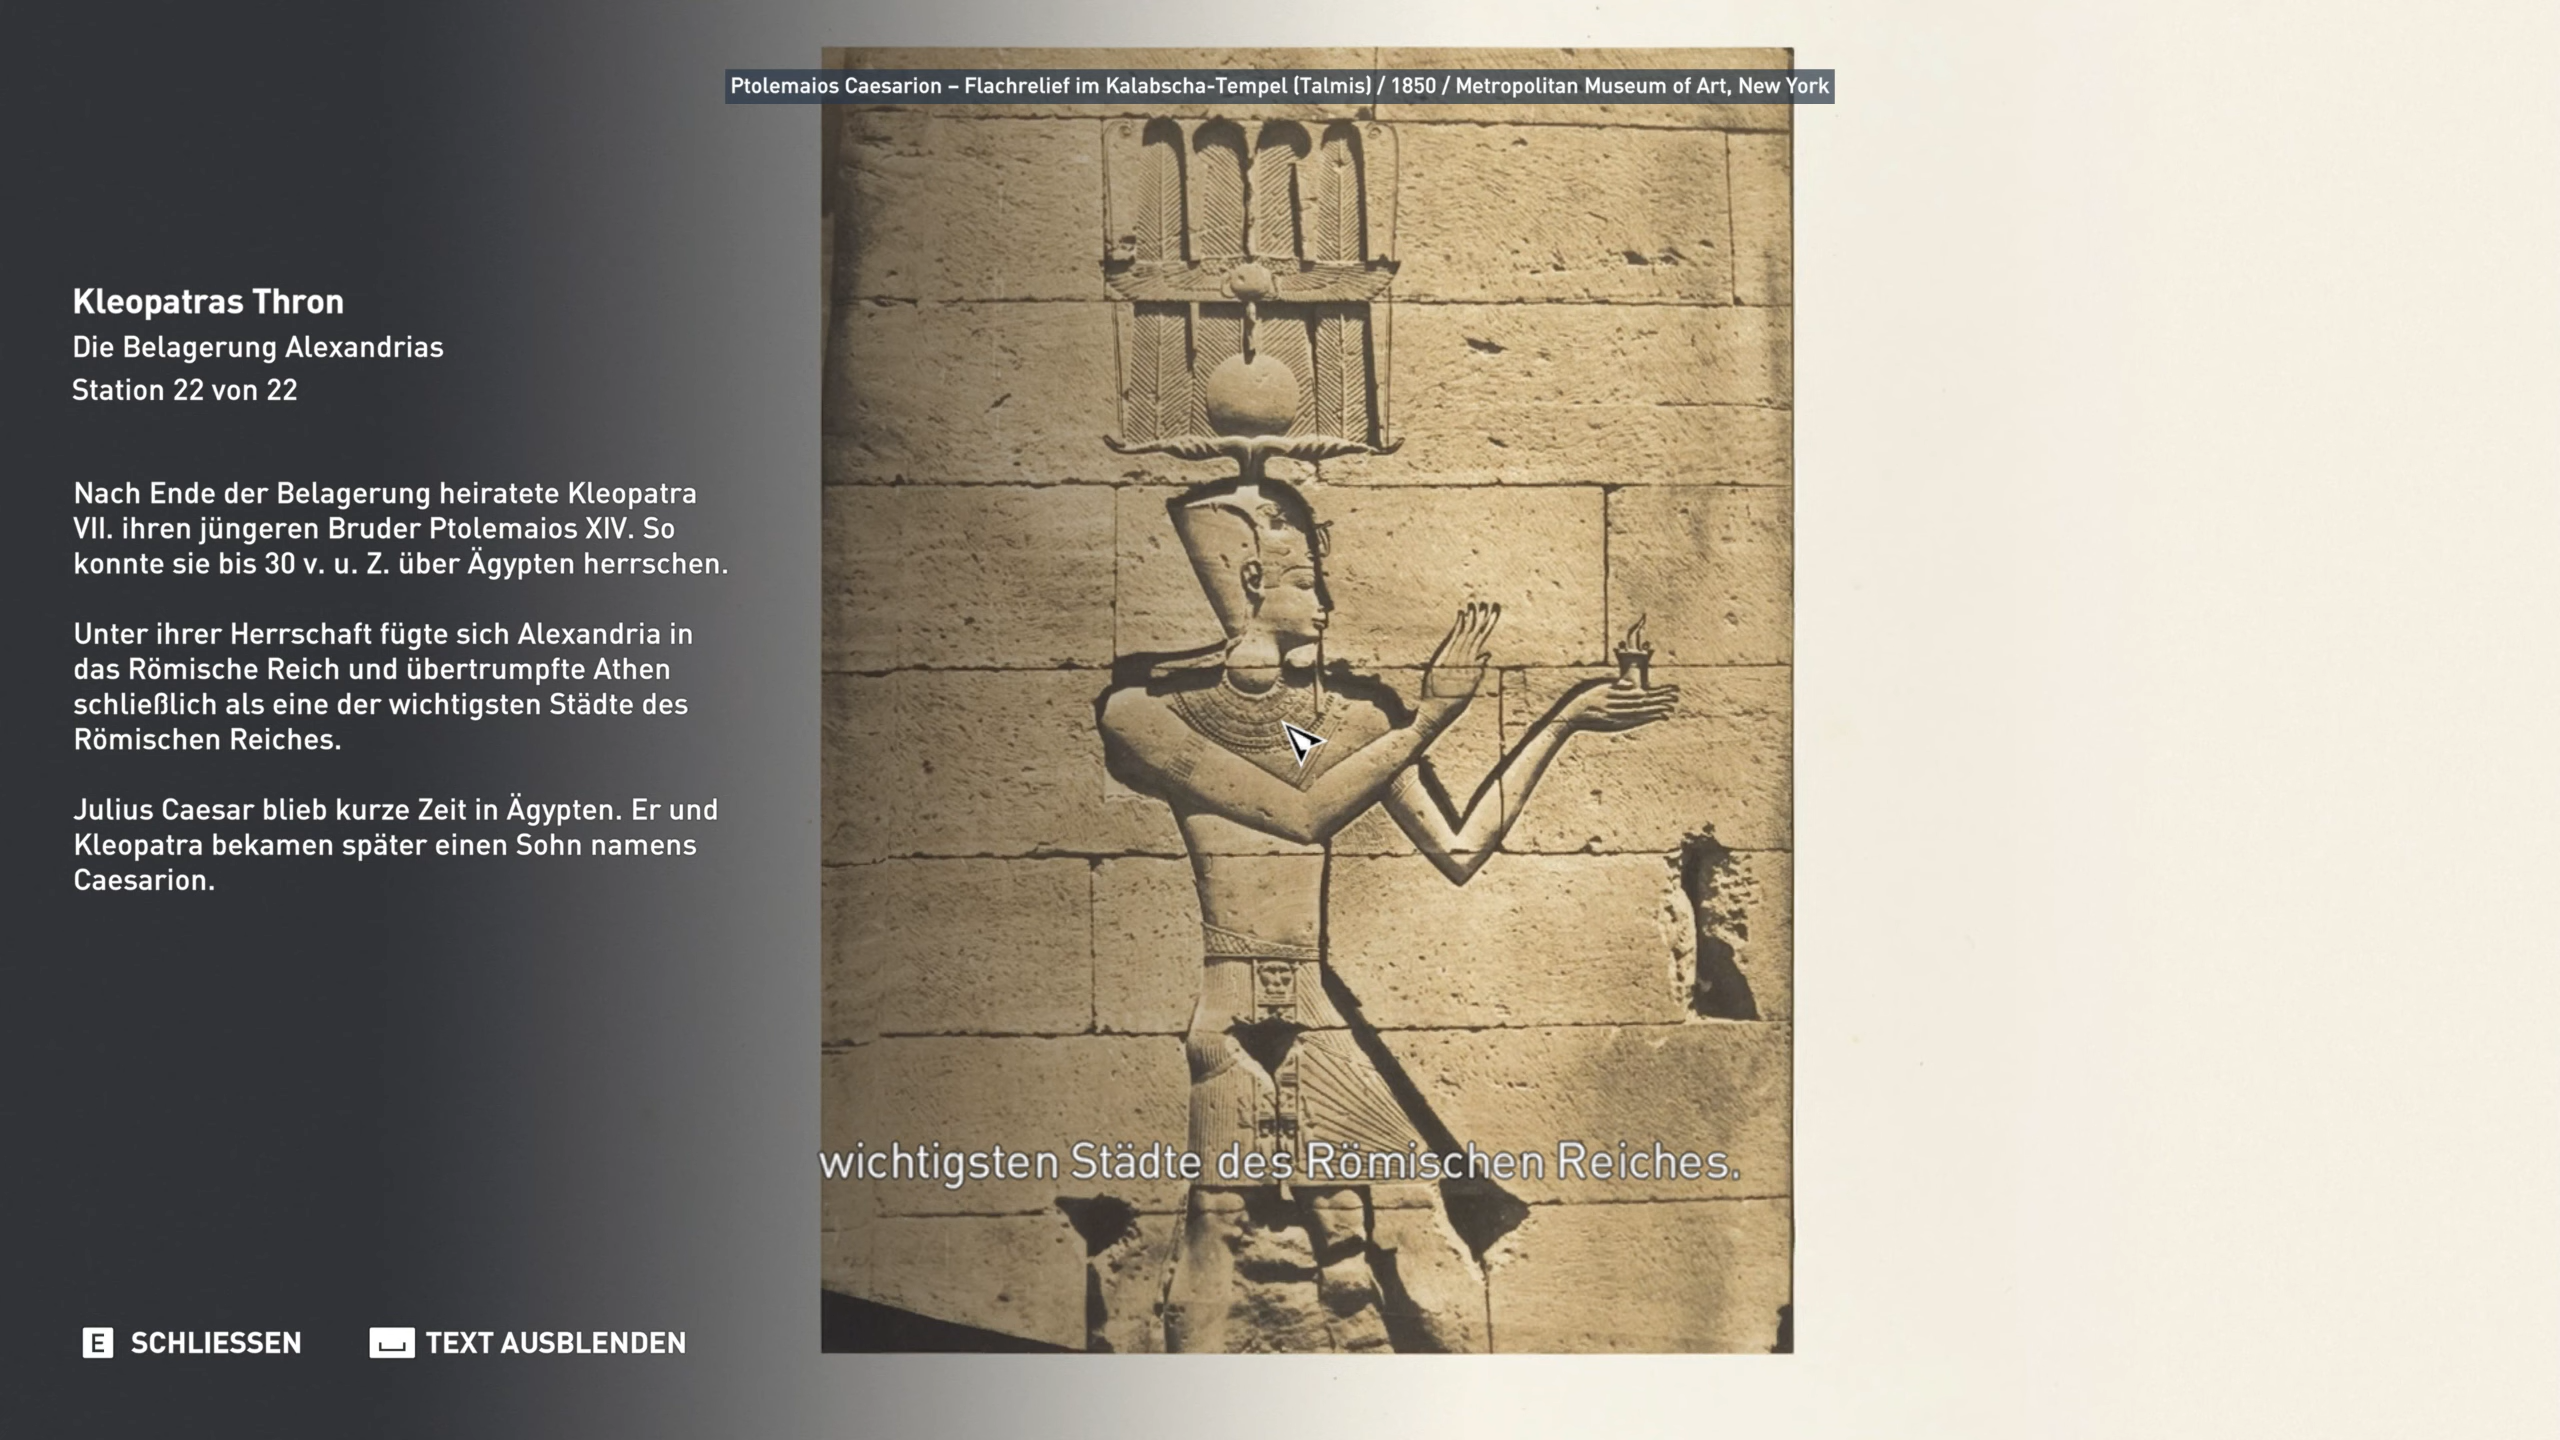 Ptolemaios Caesarion – Flachrelief im Kalabscha-Tempel (Talmis) / 1850 / Metropolitan Museum of Art, New York
Kleopatras Thron
Die Belagerung Alexandrias
Station 22 von 22
Nach Ende der Belagerung heiratete Kleopatra
VII. ihren jüngeren Bruder Ptolemaios XIV. So
konnte sie bis 30 v. u. Z. über Ägypten herrschen.
Unter ihrer Herrschaft fügte sich Alexandria in
das Römische Reich und übertrumpfte Athen
schließlich als eine der wichtigsten Städte des
Römischen Reiches.
Julius Caesar blieb kurze Zeit in Ägypten. Er und
Kleopatra bekamen später einen Sohn namens
Caesarion.
wichtigsten Städte des Römischen Reiches.
E SCHLIESSEN TEXT AUSBLENDEN